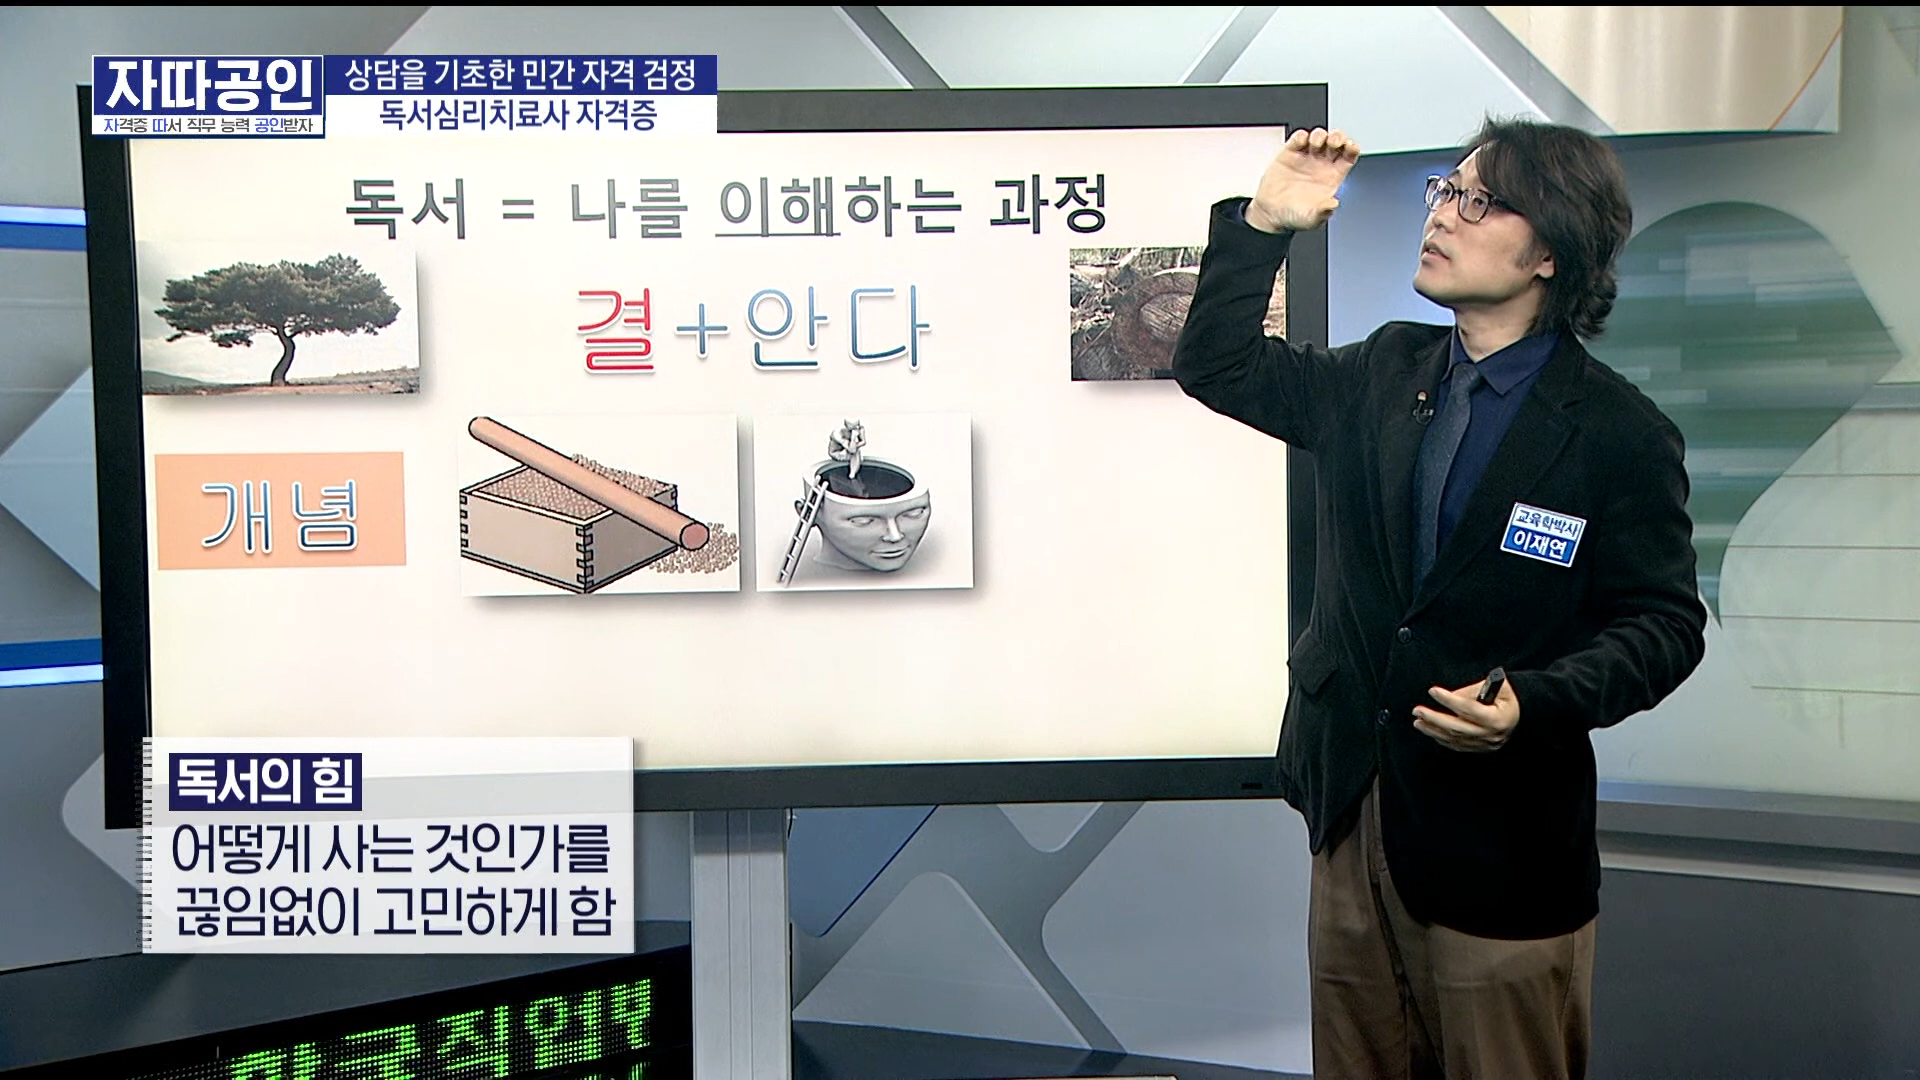 자따공인
자격증 따서 직무 능력 공인받자
상담을 기초한 민간 자격 검정
독서심리치료사 자격증
독서 = 나를 이해하는 과정
결+안다
개념
교육학박사
이재연
독서의 힘
어떻게 사는 것인가를
끊임없이 고민하게 함
한국직업